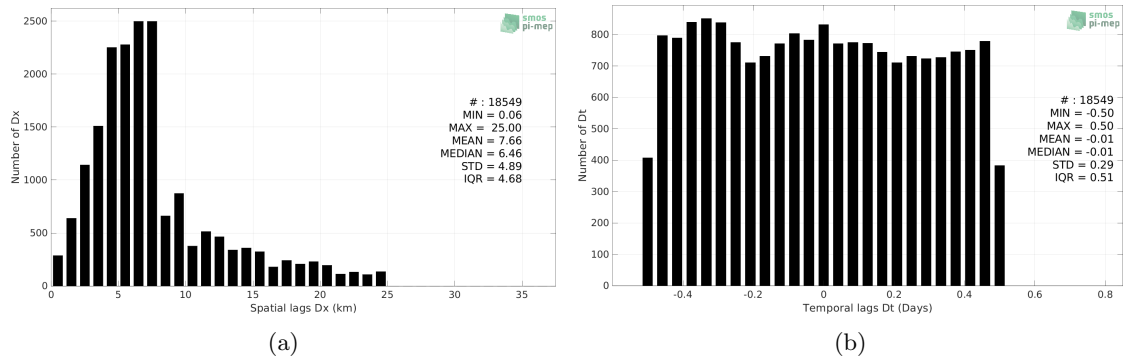 2500
2000
1500
1000
500
0
Number of Dx
smos
pi-mep
# : 18549
MIN = 0.06
MAX = 25.00
MEAN = 7.66
MEDIAN = 6.46
STD = 4.89
IQR = 4.68
0 5 10 15 20 25 30 35
Spatial lags Dx (km)
(a)
800
700
600
500
400
300
200
100
0
Number of Dt
smos
pi-mep
# : 18549
MIN = -0.50
MAX = 0.50
MEAN = -0.01
MEDIAN = -0.01
STD = 0.29
IQR = 0.51
-0.4 -0.2 0 0.2 0.4 0.6 0.8
Temporal lags Dt (Days)
(b)